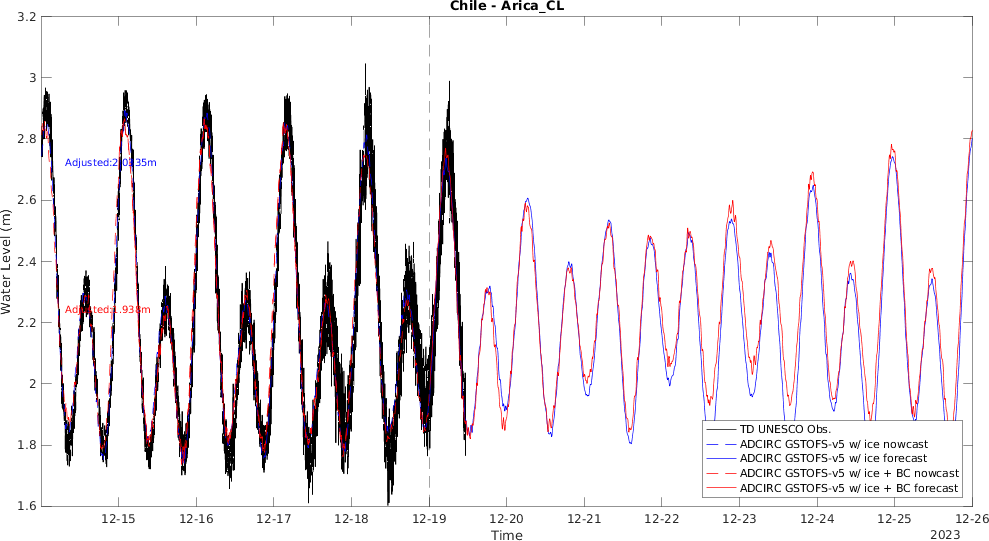 Chile - Arica_CL
Water Level (m)
3.2
3
2.8
2.6
2.4
2.2
2
1.8
1.6
Adjusted:1.938m
TD UNESCO Obs.
ADCIRC GSTOFS-v5 w/ ice nowcast
ADCIRC GSTOFS-v5 w/ ice forecast
ADCIRC GSTOFS-v5 w/ ice + BC nowcast
ADCIRC GSTOFS-v5 w/ ice + BC forecast
12-15
12-16
12-17
12-18
12-19
12-20
12-21
12-22
12-23
12-24
12-25
12-26
Time
2023